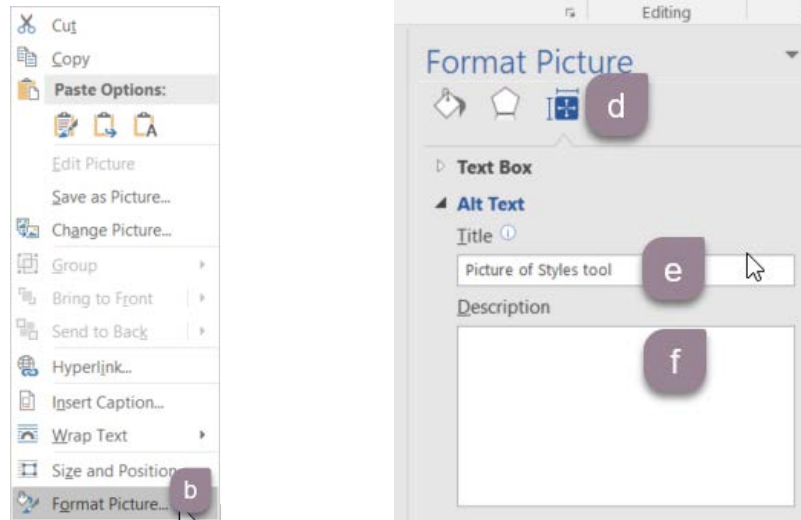 Cut
Copy
Paste Options:
A
Edit Picture
Save as Picture...
Change Picture...
Group
Bring to Front
Send to Back
Hyperlink...
Insert Caption...
Wrap Text
Size and Position
Format Picture...
b
Editing
Format Picture
d
Text Box
Alt Text
Title
Picture of Styles tool
e
Description
f